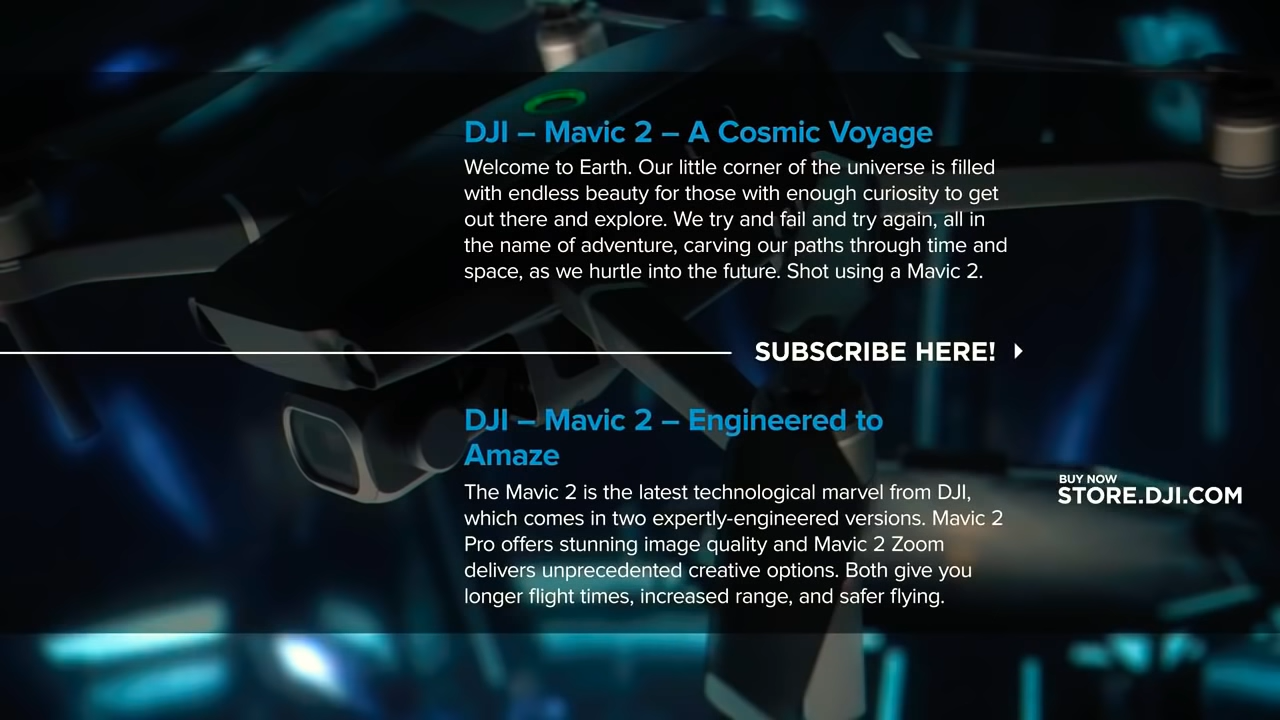 DJI – Mavic 2 – A Cosmic Voyage
Welcome to Earth. Our little corner of the universe is filled
with endless beauty for those with enough curiosity to get
out there and explore. We try and fail and try again, all in
the name of adventure, carving our paths through time and
space, as we hurtle into the future. Shot using a Mavic 2.
SUBSCRIBE HERE!
DJI – Mavic 2 – Engineered to
Amaze
The Mavic 2 is the latest technological marvel from DJI,
which comes in two expertly-engineered versions. Mavic 2
Pro offers stunning image quality and Mavic 2 Zoom
delivers unprecedented creative options. Both give you
longer flight times, increased range, and safer flying.
BUY NOW
STORE.DJI.COM